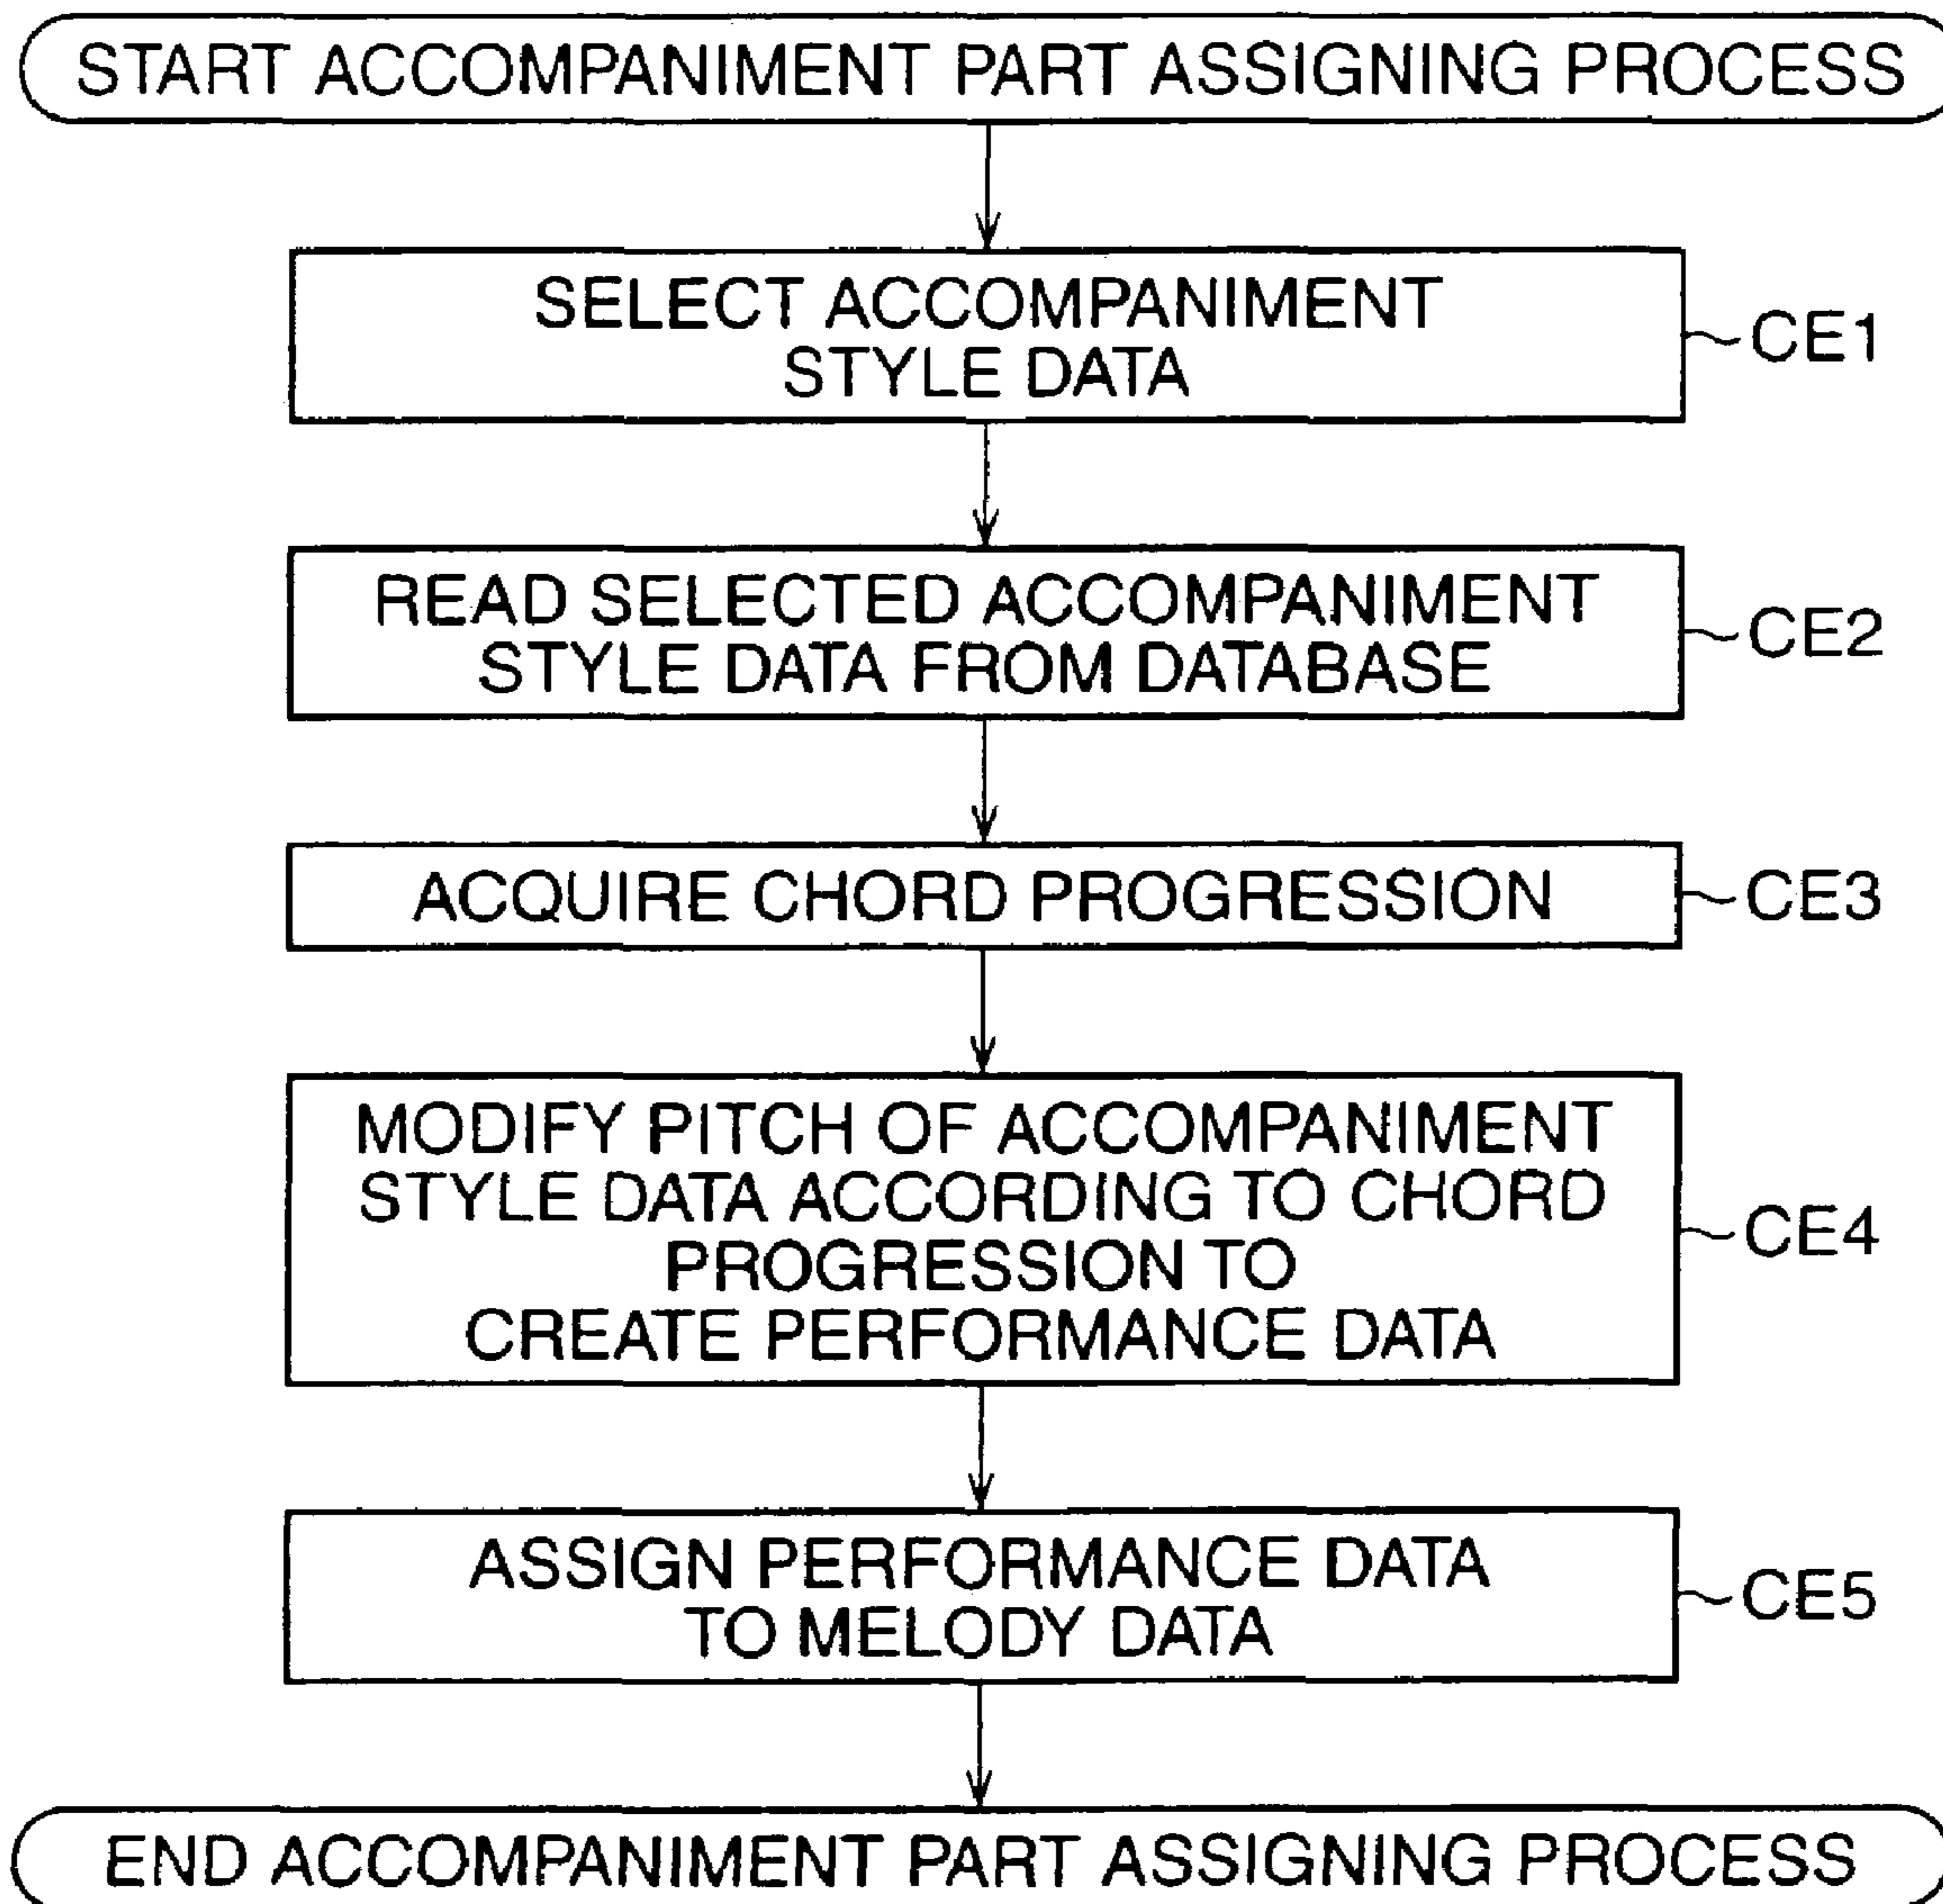 START ACCOMPANIMENT PART ASSIGNING PROCESS
SELECT ACCOMPANIMENT
STYLE DATA
CE1
READ SELECTED ACCOMPANIMENT
STYLE DATA FROM DATABASE
CE2
ACQUIRE CHORD PROGRESSION
CE3
MODIFY PITCH OF ACCOMPANIMENT
STYLE DATA ACCORDING TO CHORD
PROGRESSION TO
CREATE PERFORMANCE DATA
CE4
ASSIGN PERFORMANCE DATA
TO MELODY DATA
CE5
END ACCOMPANIMENT PART ASSIGNING PROCESS